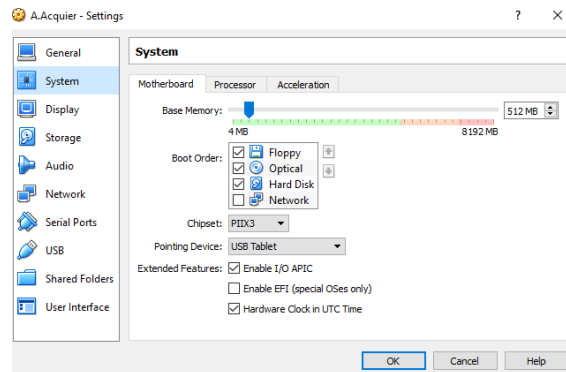 A.Acquier - Settings
?
General
System
Display
Storage
Audio
Network
Serial Ports
USB
Shared Folders
User Interface
System
Motherboard Processor Acceleration
Base Memory: 512 MB
4 MB 8192 MB
Boot Order: Floppy
Optical
Hard Disk
Network
Chipset: PIIX3
Pointing Device: USB Tablet
Extended Features: Enable I/O APIC
Enable EFI (special OSes only)
Hardware Clock in UTC Time
OK Cancel Help